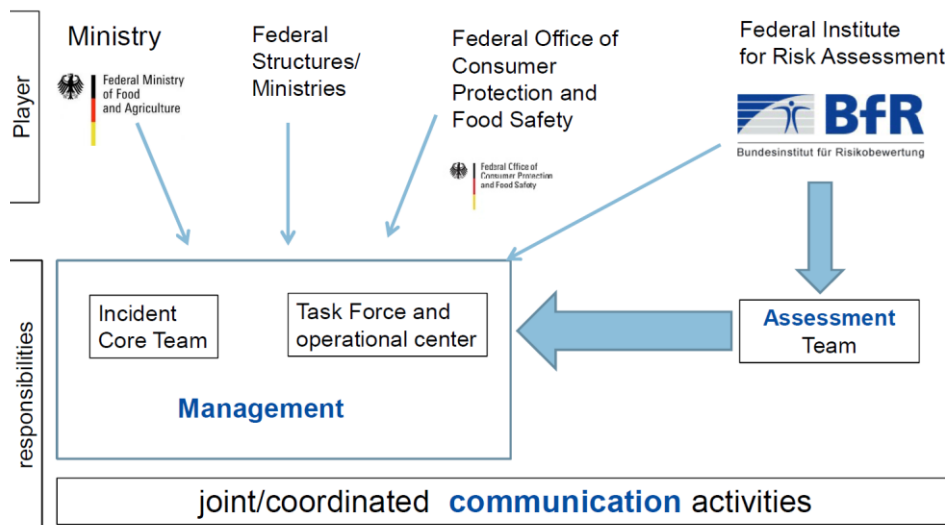 Player
Ministry
Federal Ministry
of Food
and Agriculture
Federal
Structures/
Ministries
Federal Office of
Consumer
Protection and
Food Safety
Federal Office of
Consumer Protection
and Food Safety
Federal Institute
for Risk Assessment
BfR
Bundesinstitut für Risikobewertung
responsibilities
Incident
Core Team
Task Force and
operational center
Management
Assessment
Team
joint/coordinated communication activities